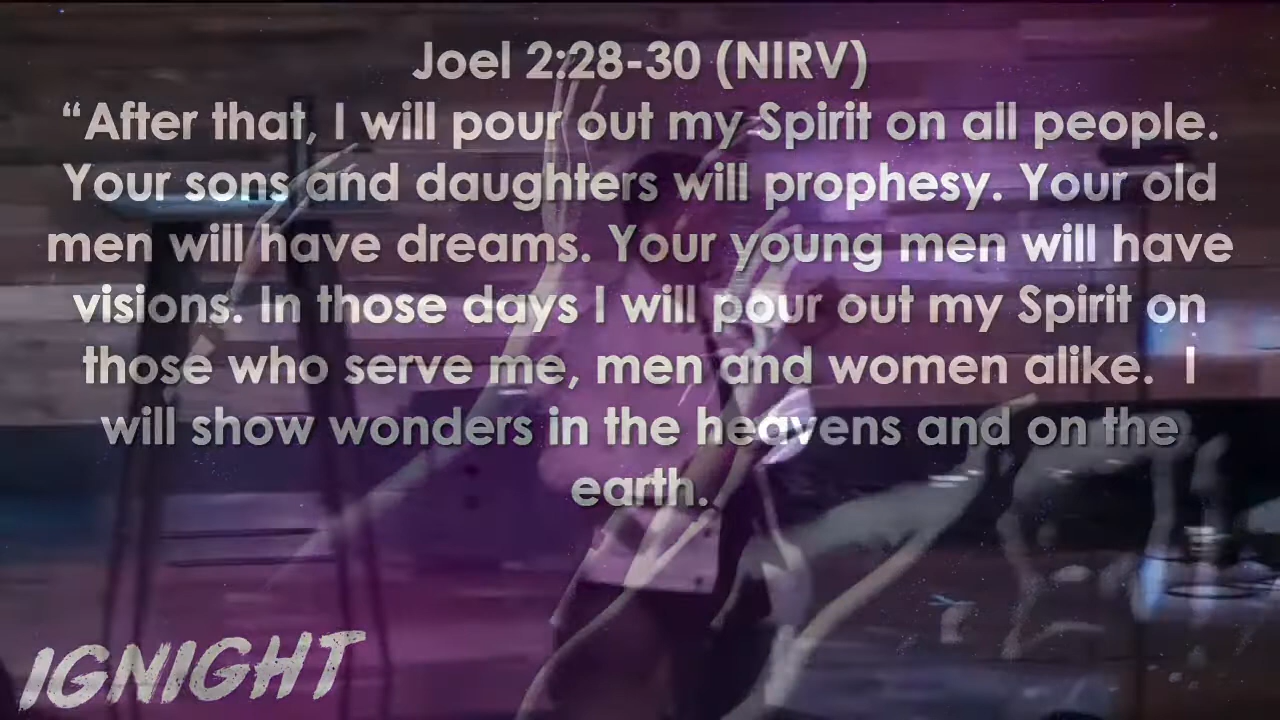 Joel 2:28-30 (NIRV)
“After that, I will pour out my Spirit on all people.
Your sons and daughters will prophesy. Your old
men will have dreams. Your young men will have
visions. In those days I will pour out my Spirit on
those who serve me, men and women alike.  I
will show wonders in the heavens and on the
earth.
IGNIGHT